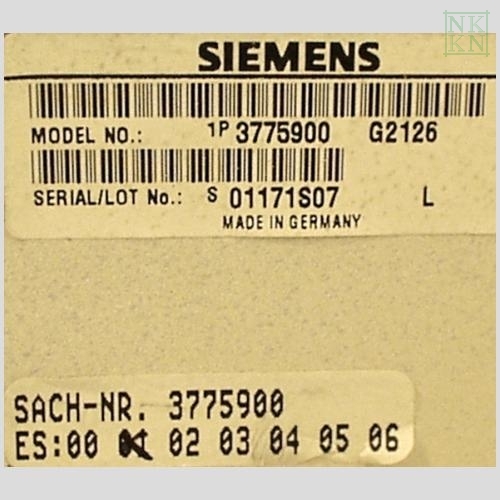 NK
KN
SIEMENS
MODEL NO.: 1P 3775900 G2126
SERIAL/LOT No.: S 01171S07 L
MADE IN GERMANY
SACH-NR. 3775900
ES:00 01 02 03 04 05 06